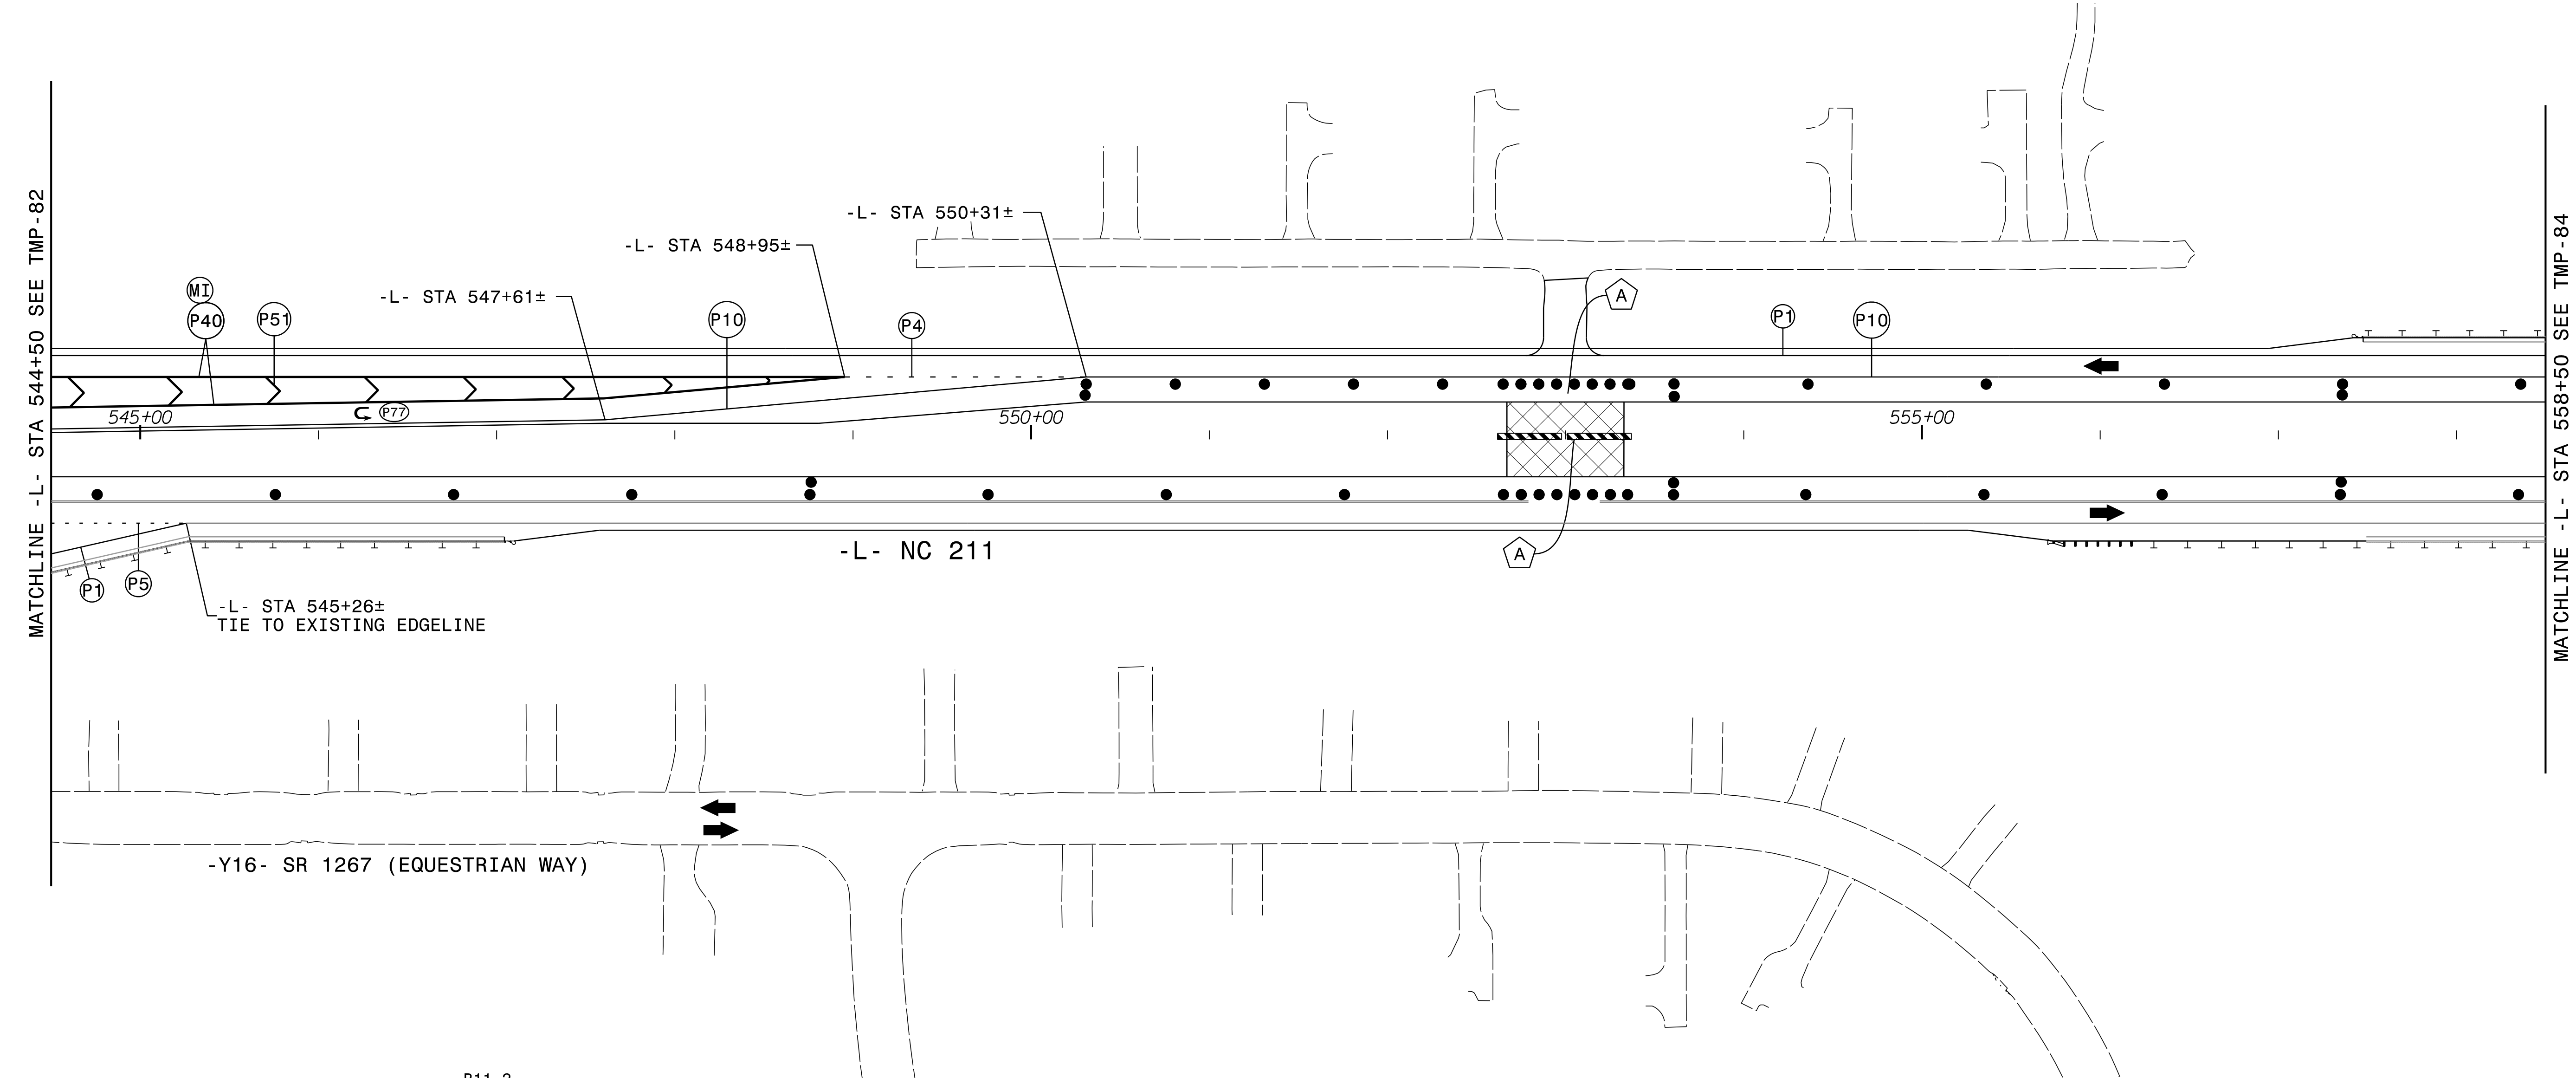 MATCHLINE -L- STA 544+50 SEE TMP-82
-L- STA 550+31±
-L- STA 548+95±
-L- STA 547+61±
MI
P40
P51
P10
P4
A
P1
P10
P77
545+00
550+00
555+00
-L- NC 211
A
P1
P5
-L- STA 545+26±
TIE TO EXISTING EDGELINE
-Y16- SR 1267 (EQUESTRIAN WAY)
MATCHLINE -L- STA 558+50 SEE TMP-84